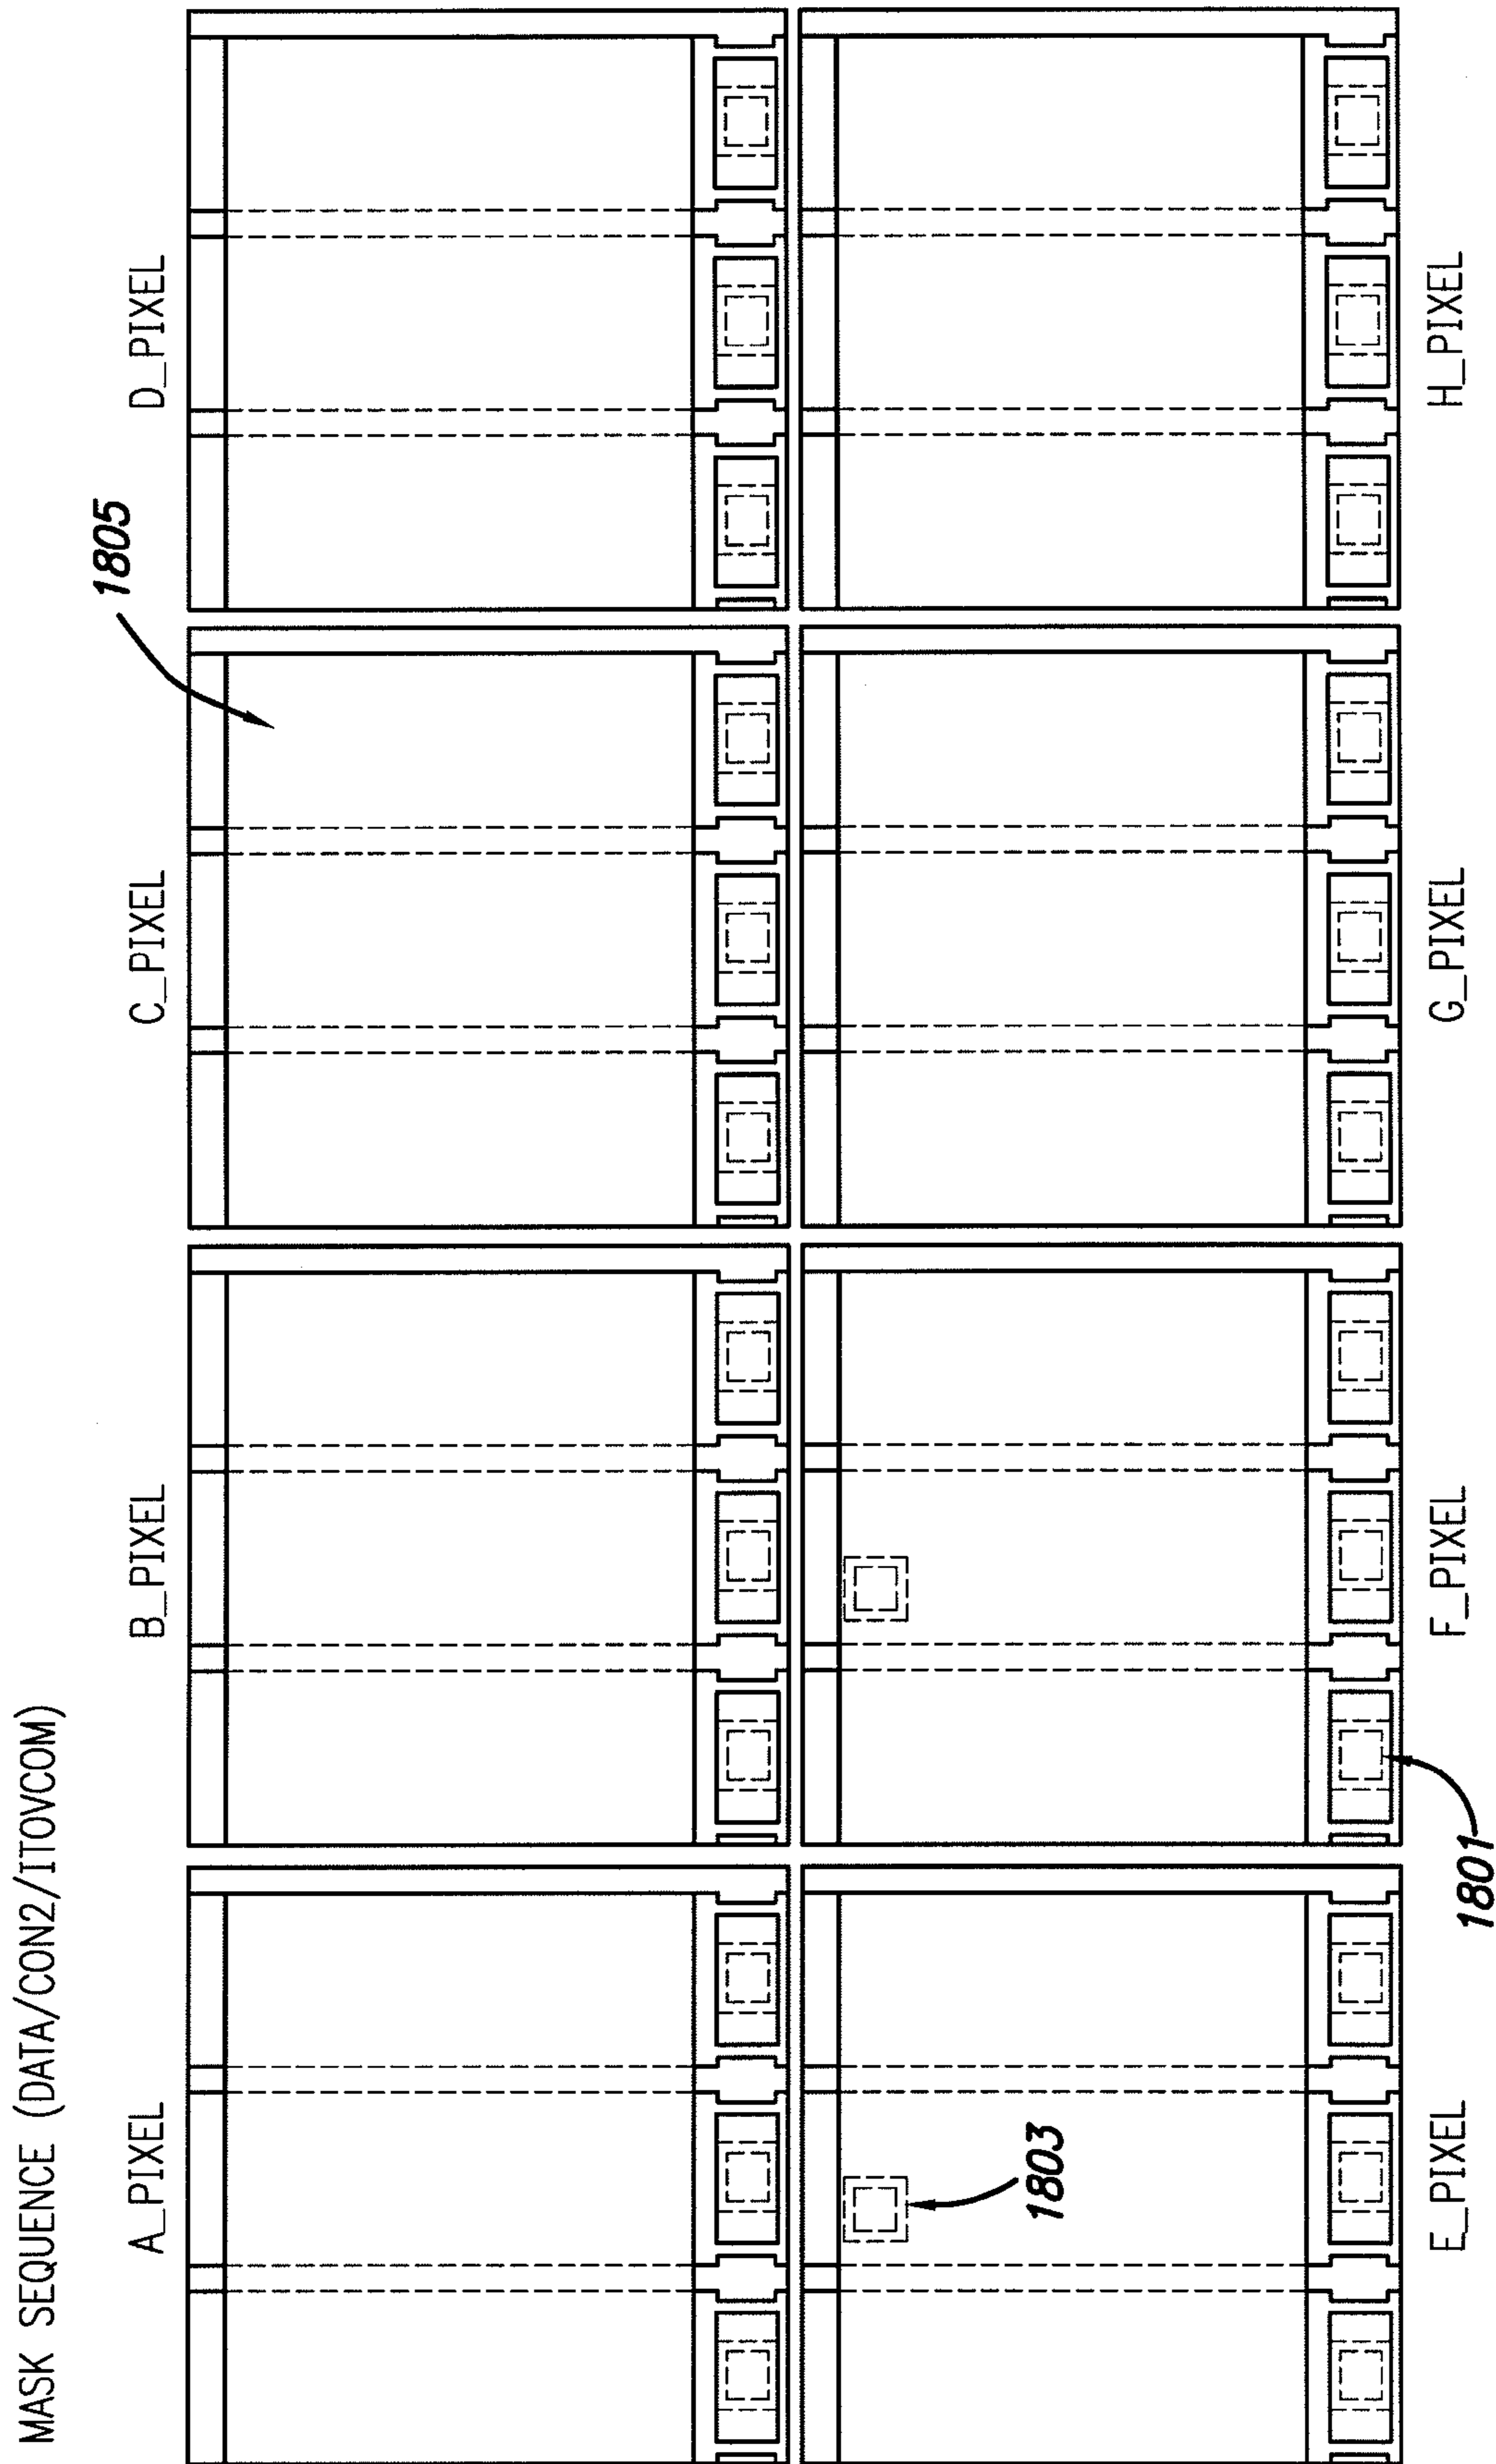 MASK SEQUENCE (DATA/CON2/ITOVCOM)
A_PIXEL
B_PIXEL
C_PIXEL
D_PIXEL
1805
1803
1801
E_PIXEL
F_PIXEL
G_PIXEL
H_PIXEL